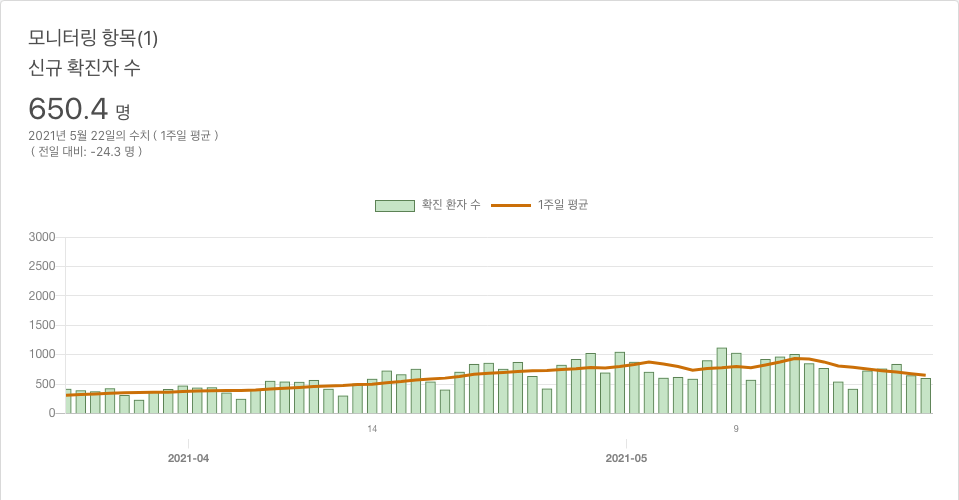 모니터링 항목(1)
신규 확진자 수
650.4 명
2021년 5월 22일의 수치 ( 1주일 평균 )
( 전일 대비: -24.3 명 )
확진 환자 수 1주일 평균
3000
2500
2000
1500
1000
500
0
14 9
2021-04 2021-05